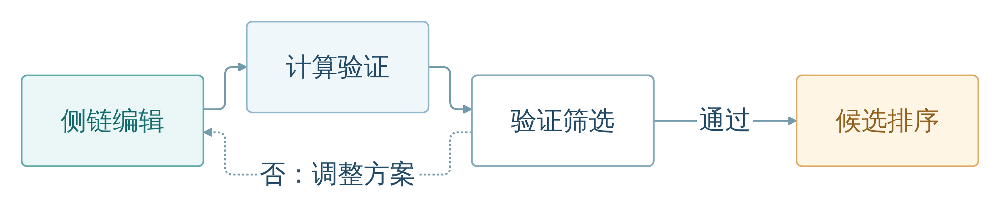 侧链编辑
计算验证
验证筛选
否：调整方案
通过
候选排序